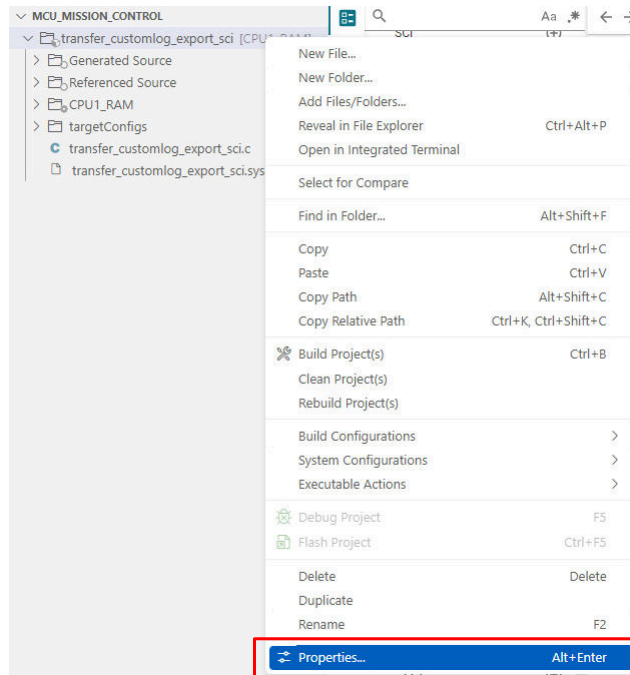 MCU_MISSION_CONTROL
Aa .*
transfer_customlog_export_sci [CPU1_RAM]
Generated Source
Referenced Source
CPU1_RAM
targetConfigs
C transfer_customlog_export_sci.c
transfer_customlog_export_sci.sys
New File...
New Folder...
Add Files/Folders...
Reveal in File Explorer Ctrl+Alt+P
Open in Integrated Terminal
Select for Compare
Find in Folder... Alt+Shift+F
Copy Ctrl+C
Paste Ctrl+V
Copy Path Alt+Shift+C
Copy Relative Path Ctrl+K, Ctrl+Shift+C
Build Project(s) Ctrl+B
Clean Project(s)
Rebuild Project(s)
Build Configurations
System Configurations
Executable Actions
Debug Project F5
Flash Project Ctrl+F5
Delete Delete
Duplicate
Rename F2
Properties... Alt+Enter